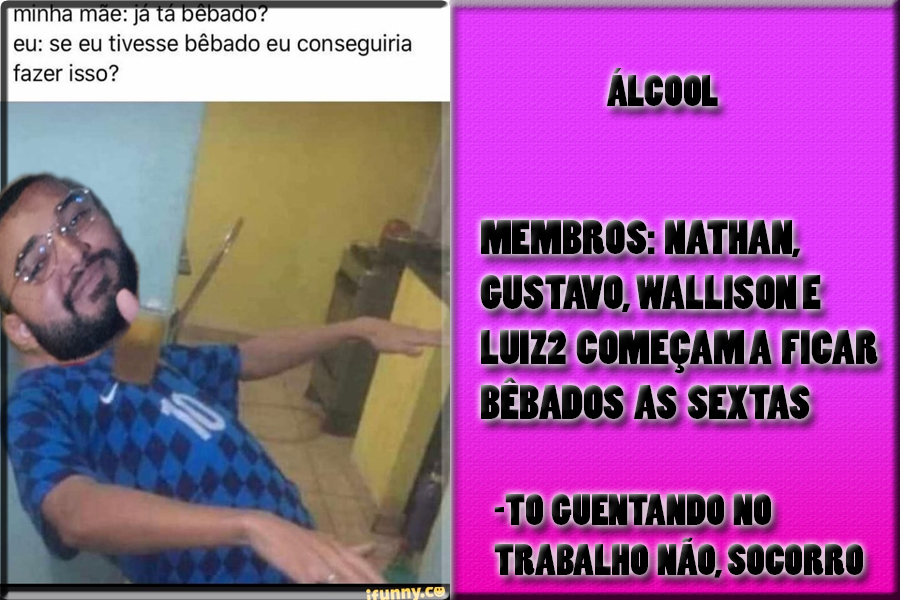 minha mãe: já tá bêbado?
eu: se eu tivesse bêbado eu conseguiria
fazer isso?
10
ifunny.co
ÁLCOOL
MEMBROS: NATHAN,
GUSTAVO, WALLISON E
LUIZ2 COMEÇAM A FICAR
BÊBADOS AS SEXTAS
-TO GUENTANDO NO
TRABALHO NÃO, SOCORRO